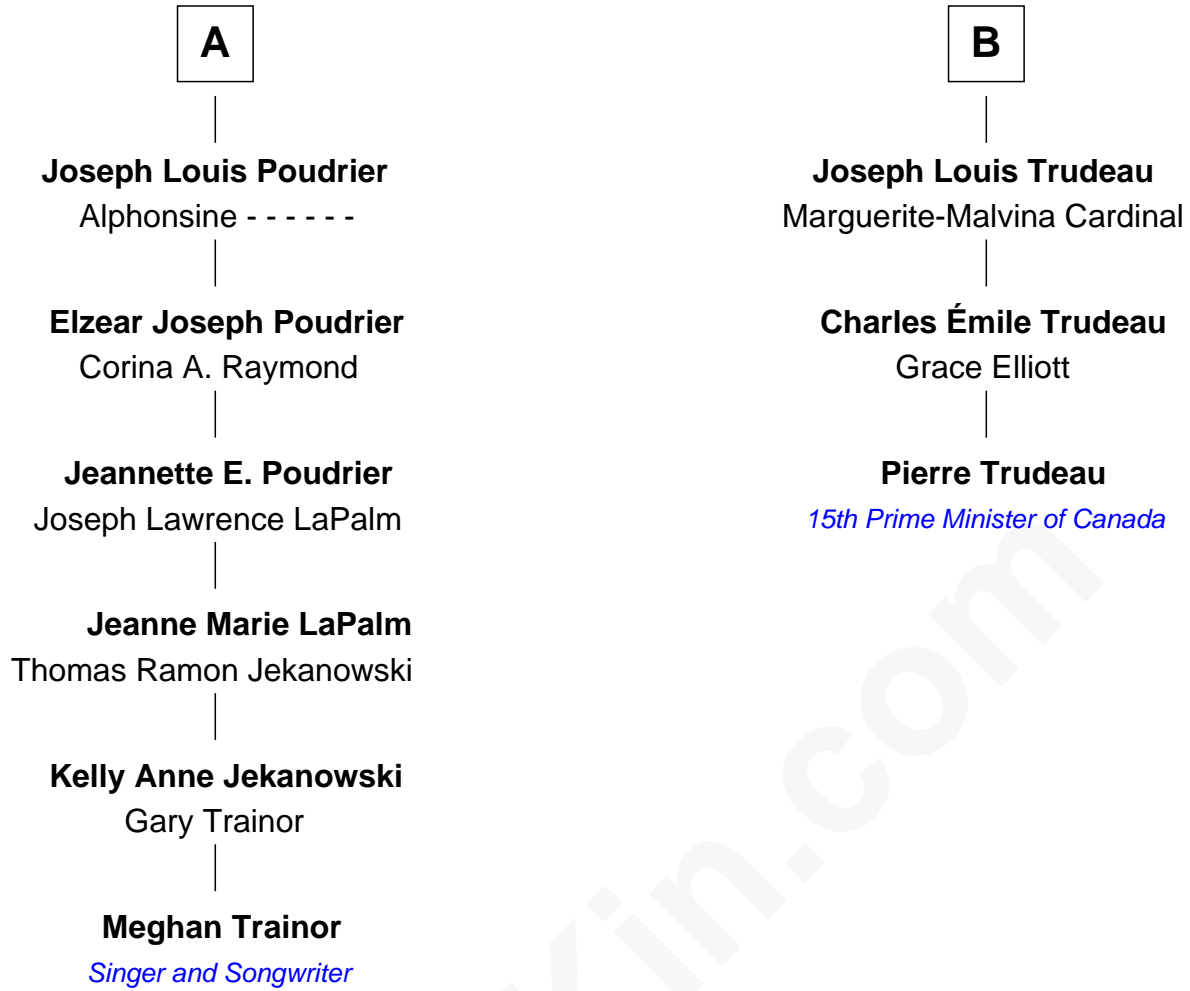 A
Joseph Louis Poudrier
Alphonsine - - - - - -
Elzear Joseph Poudrier
Corina A. Raymond
Jeannette E. Poudrier
Joseph Lawrence LaPalm
Jeanne Marie LaPalm
Thomas Ramon Jekanowski
Kelly Anne Jekanowski
Gary Trainor
Meghan Trainor
Singer and Songwriter
B
Joseph Louis Trudeau
Marguerite-Malvina Cardinal
Charles Émile Trudeau
Grace Elliott
Pierre Trudeau
15th Prime Minister of Canada